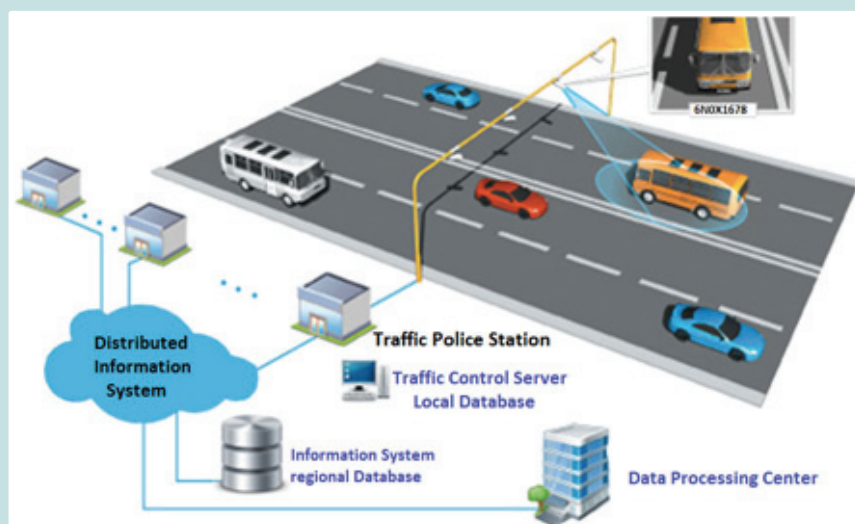 6N0X1678
Distributed
Information
System
Traffic Police Station
Traffic Control Server
Local Database
Information System
regional Database
Data Processing Center